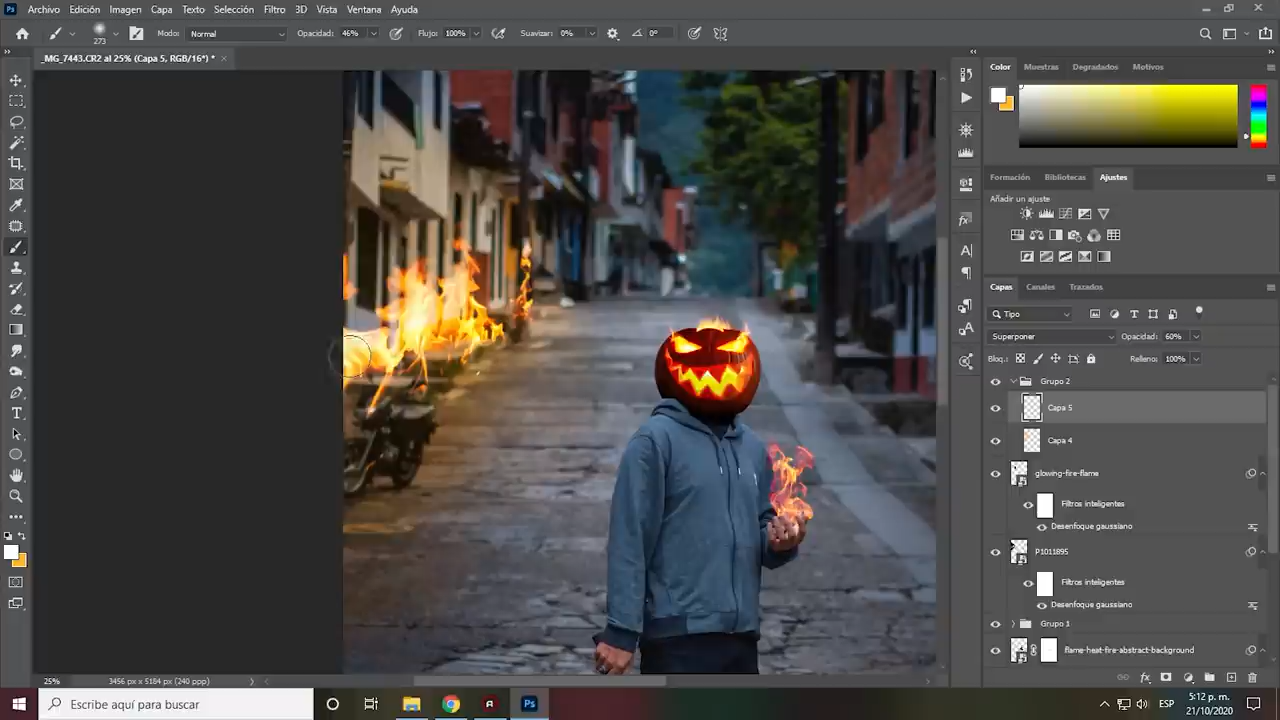 Ps Archivo Edición Imagen Capa Texto Selección Filtro 3D Vista Ventana Ayuda
273 Modo: Normal Opacidad: 46% Flujo: 100% Suavizar: 0% 0°
_MG_7443.CR2 al 25% (Capa 5, RGB/16*) *
Color Muestras Degradados Motivos
Formación Bibliotecas Ajustes
Añadir un ajuste
Capas Canales Trazados
Tipo
Superponer Opacidad: 60%
Bloq.: Relleno: 100%
Grupo 2
Capa 5
Capa 4
glowing-fire-flame
Filtros inteligentes
Desenfoque gaussiano
P1011895
Filtros inteligentes
Desenfoque gaussiano
Grupo 1
flame-heat-fire-abstract-background
25% 3456 px x 5184 px (240 ppp)
Escribe aquí para buscar
Ps
ESP
5:12 p. m.
21/10/2020